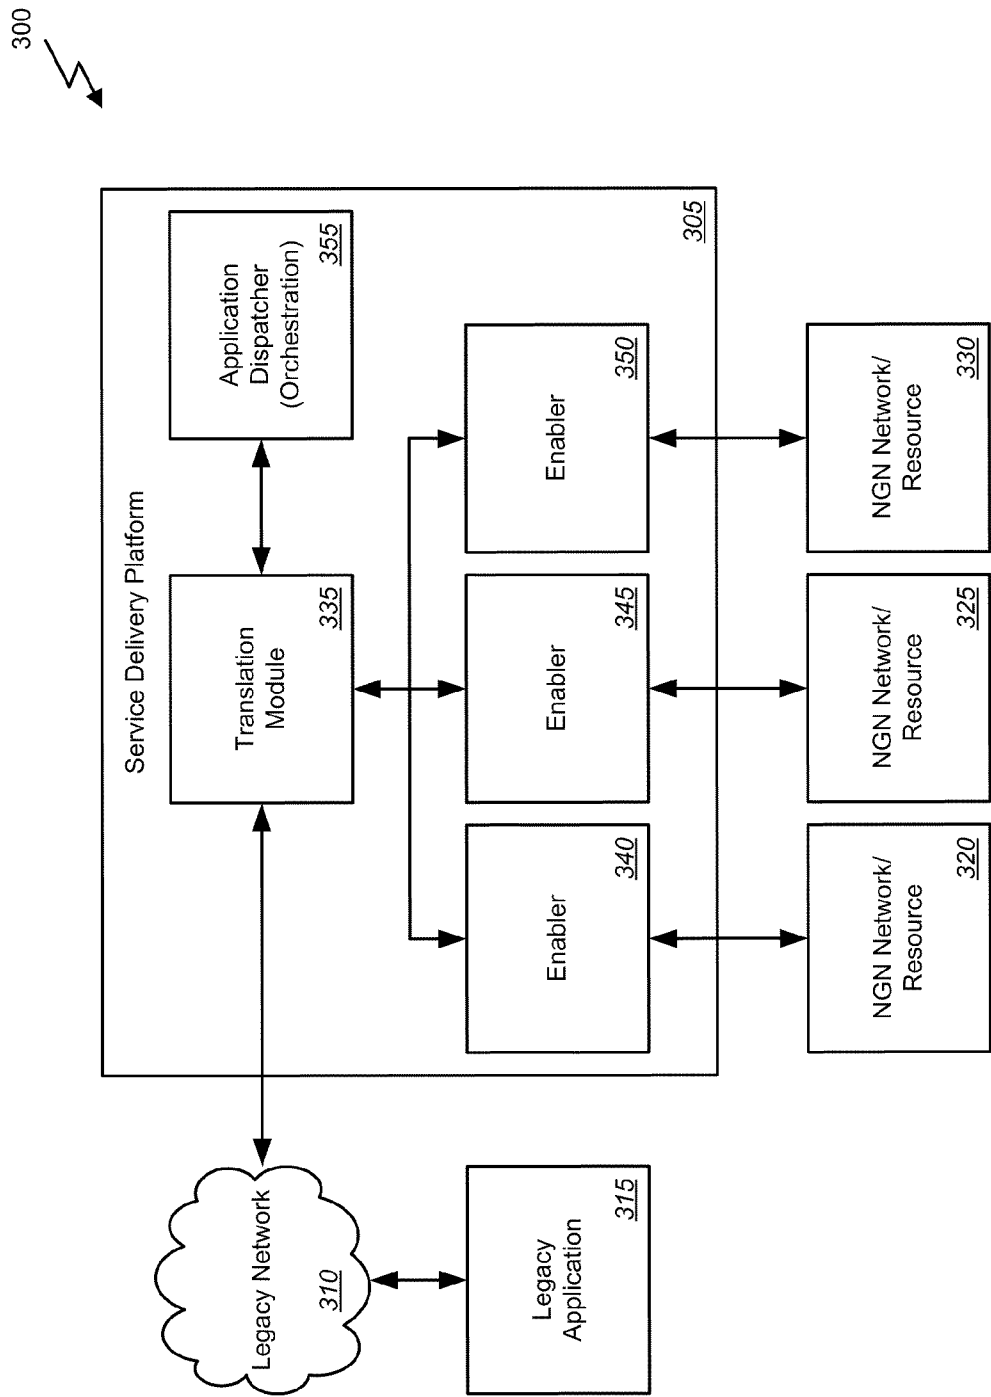 300
Service Delivery Platform
Legacy Network
310
Translation
Module
335
Application
Dispatcher
(Orchestration)
355
Legacy
Application
315
Enabler
340
Enabler
345
Enabler
350
305
NGN Network/
Resource
320
NGN Network/
Resource
325
NGN Network/
Resource
330